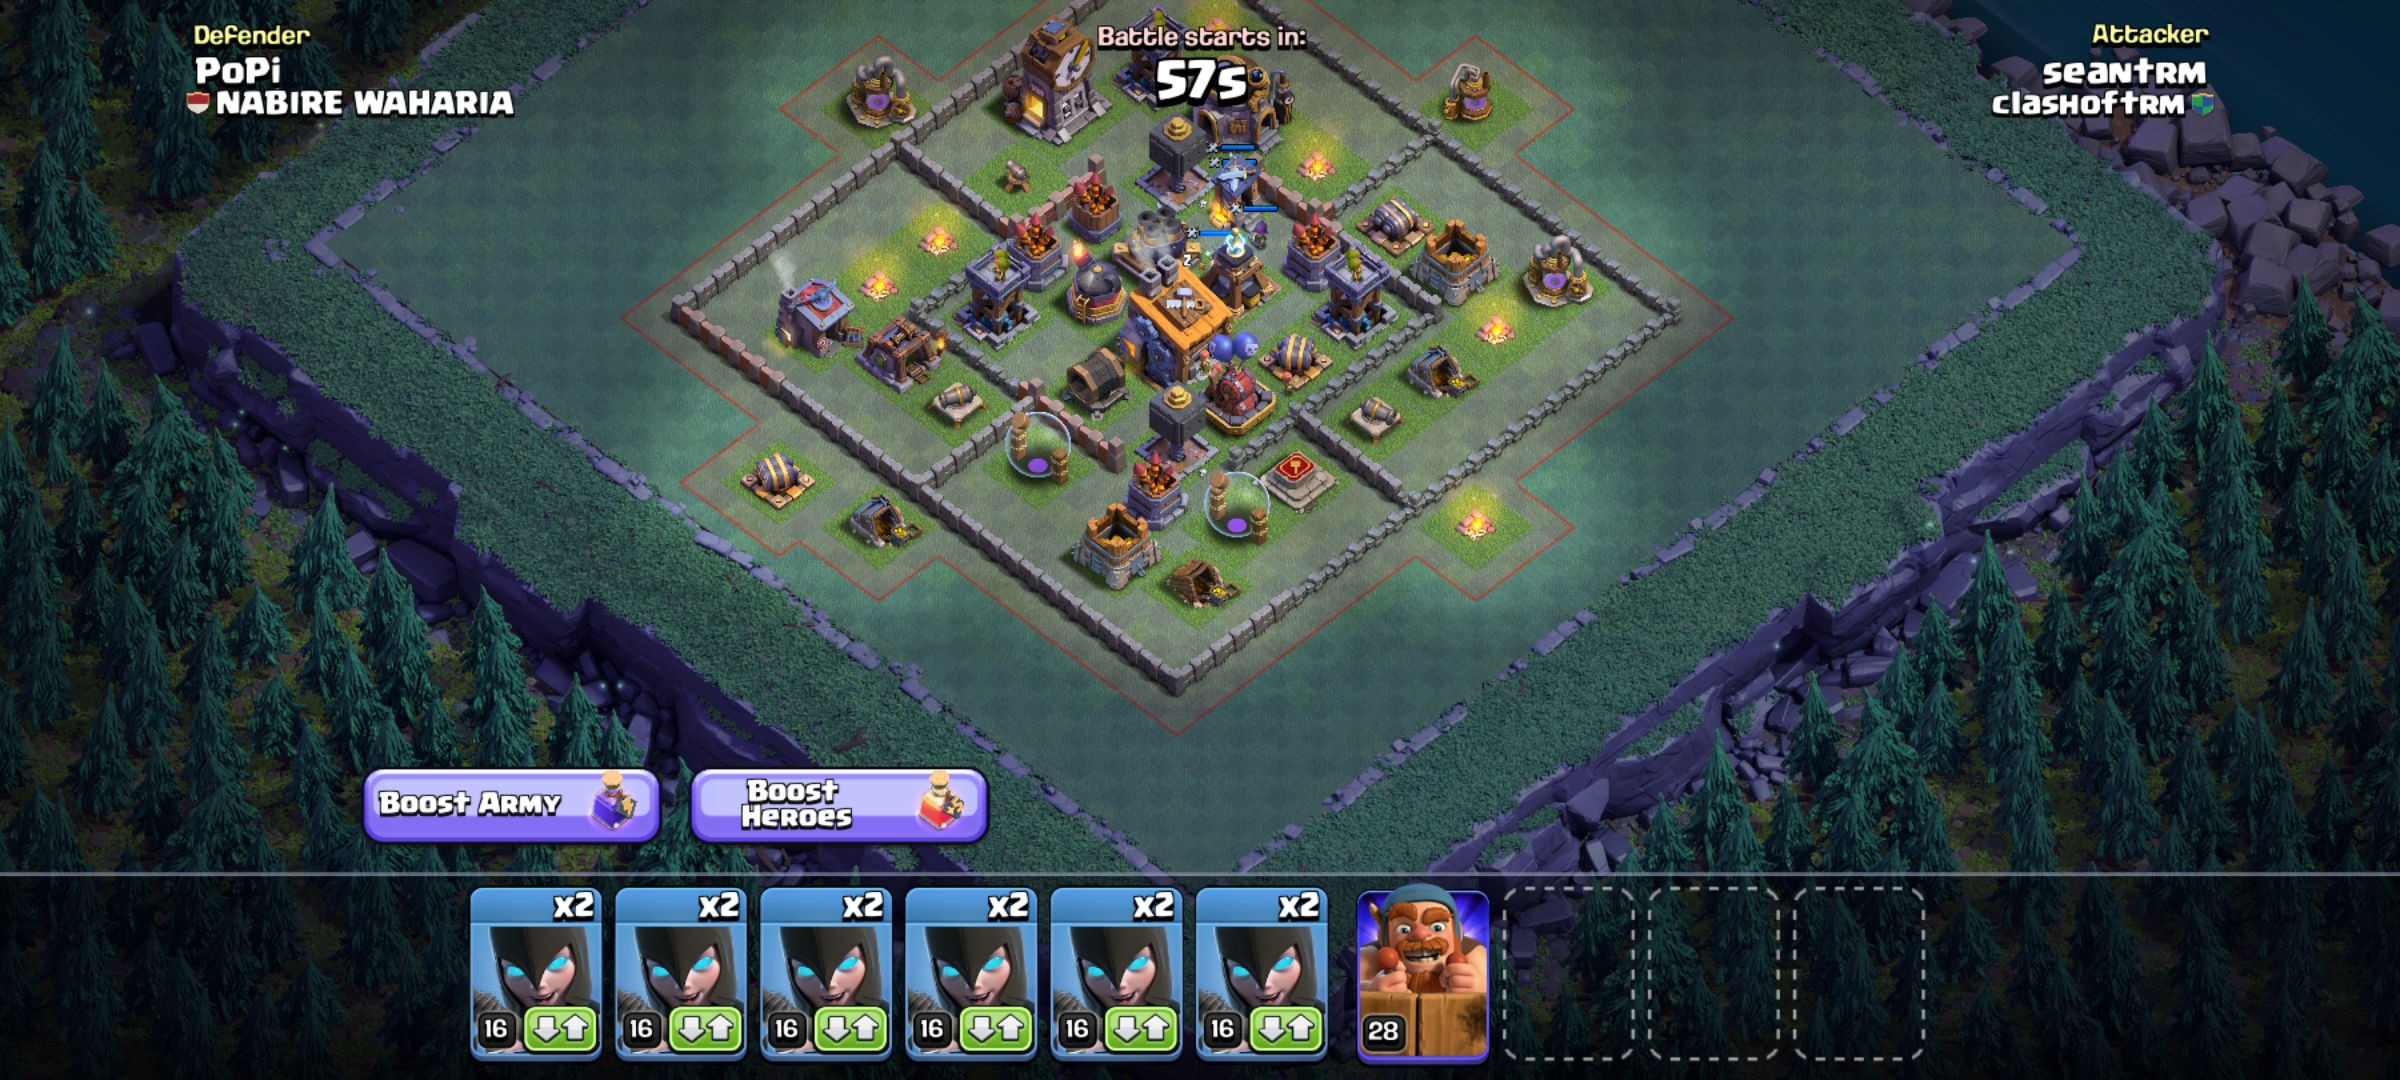 Defender
PoPi
NABIRE WAHARIA
Battle starts in:
57s
Attacker
seantRM
clashoftRM
z
Boost Army
Boost
Heroes
x2
x2
x2
x2
x2
x2
16
16
16
16
16
16
28